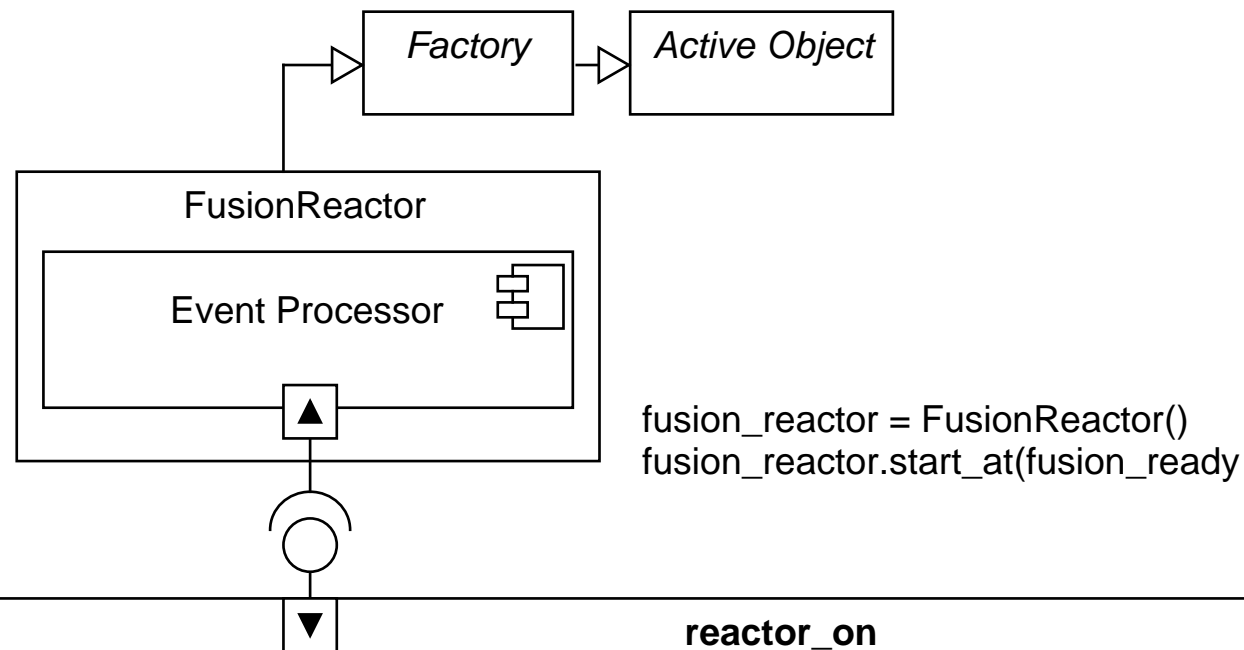 Factory
Active Object
FusionReactor
Event Processor
fusion_reactor = FusionReactor()
fusion_reactor.start_at(fusion_ready
reactor_on